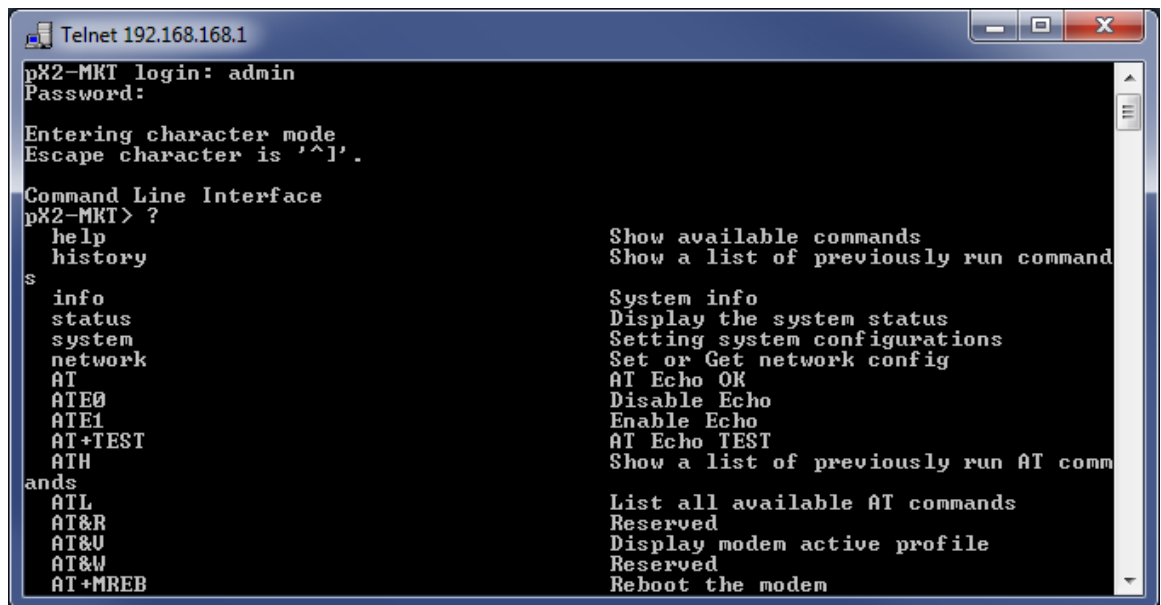 Telnet 192.168.168.1
pX2-MKT login: admin
Password:
Entering character mode
Escape character is '^]'.
Command Line Interface
pX2-MKT> ?
help Show available commands
history Show a list of previously run command
s
info System info
status Display the system status
system Setting system configurations
network Set or Get network config
AT AT Echo OK
ATE0 Disable Echo
ATE1 Enable Echo
AT+TEST AT Echo TEST
ATH Show a list of previously run AT comm
ands
ATL List all available AT commands
AT&R Reserved
AT&V Display modem active profile
AT&W Reserved
AT+MREB Reboot the modem